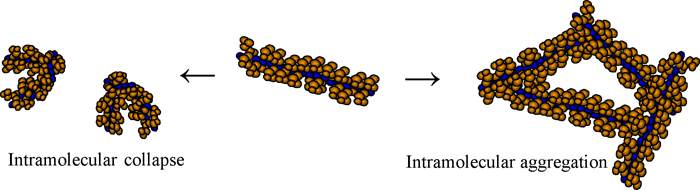 Intramolecular collapse
Intramolecular aggregation